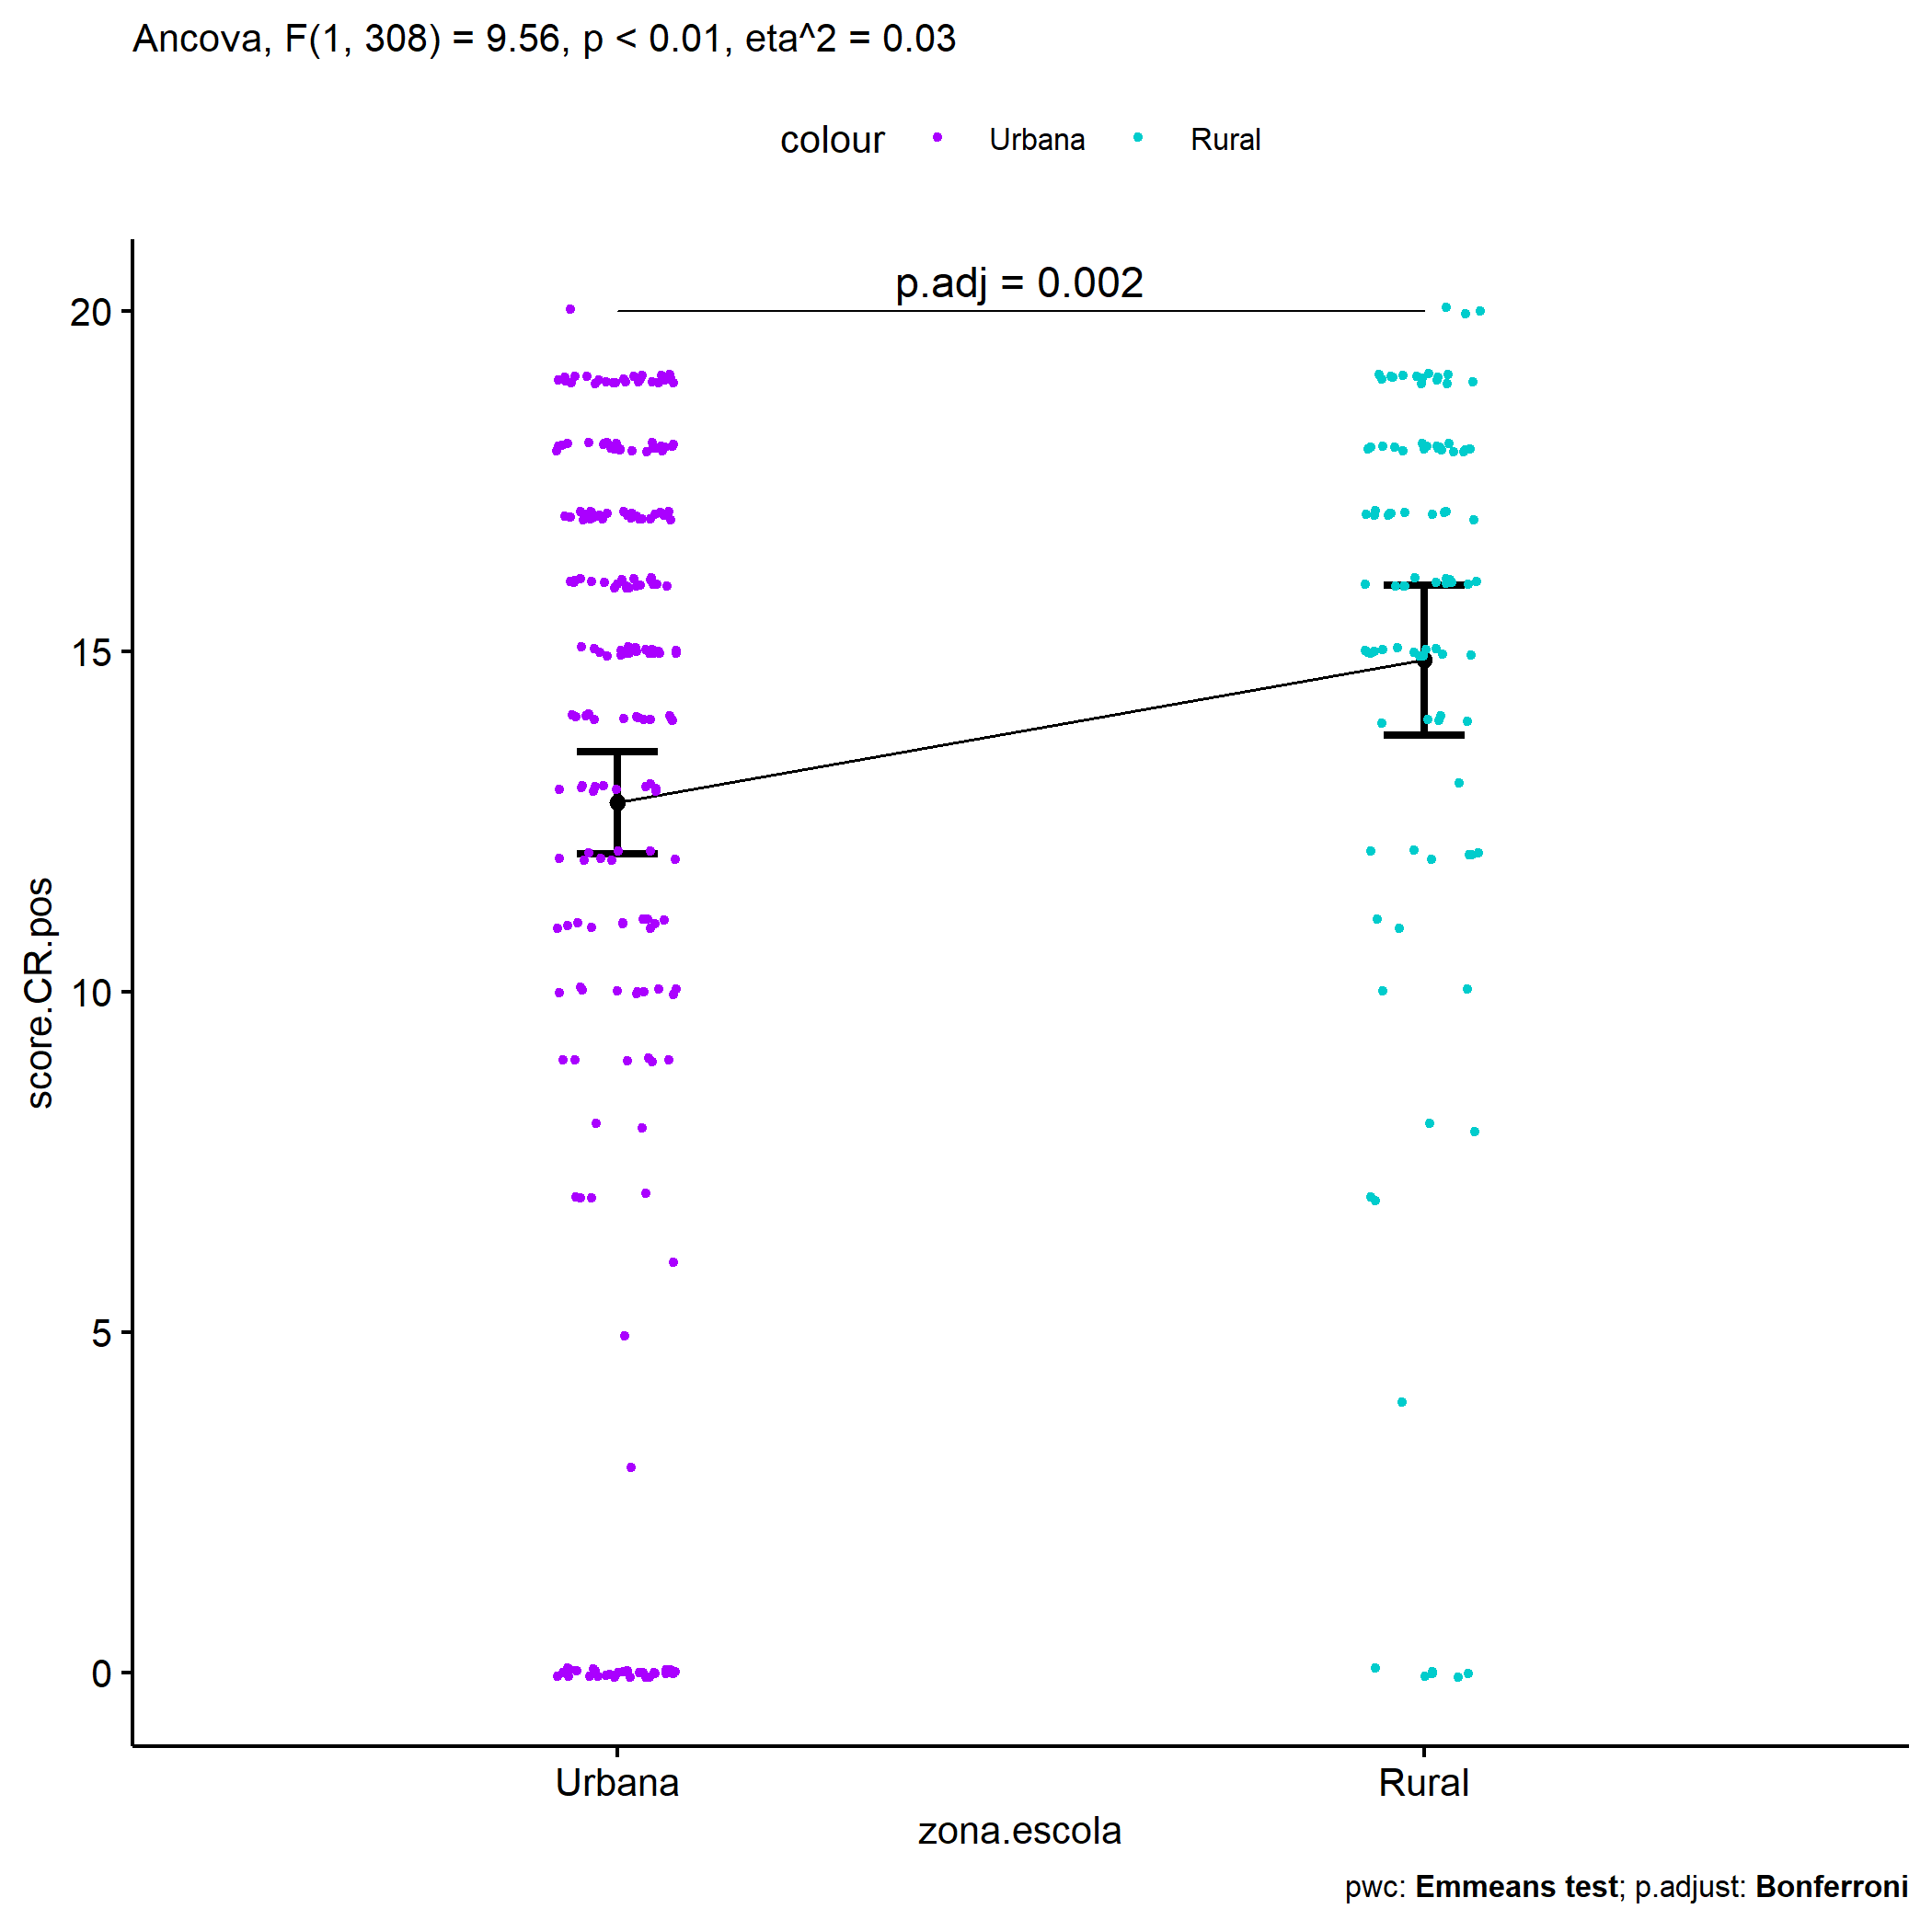 Ancova, F(1, 308) = 9.56, p < 0.01, eta^2 = 0.03
colour Urbana Rural
p.adj = 0.002
20
15
10
5
0
score.CR.pos
Urbana Rural
zona.escola
pwc: Emmeans test; p.adjust: Bonferroni